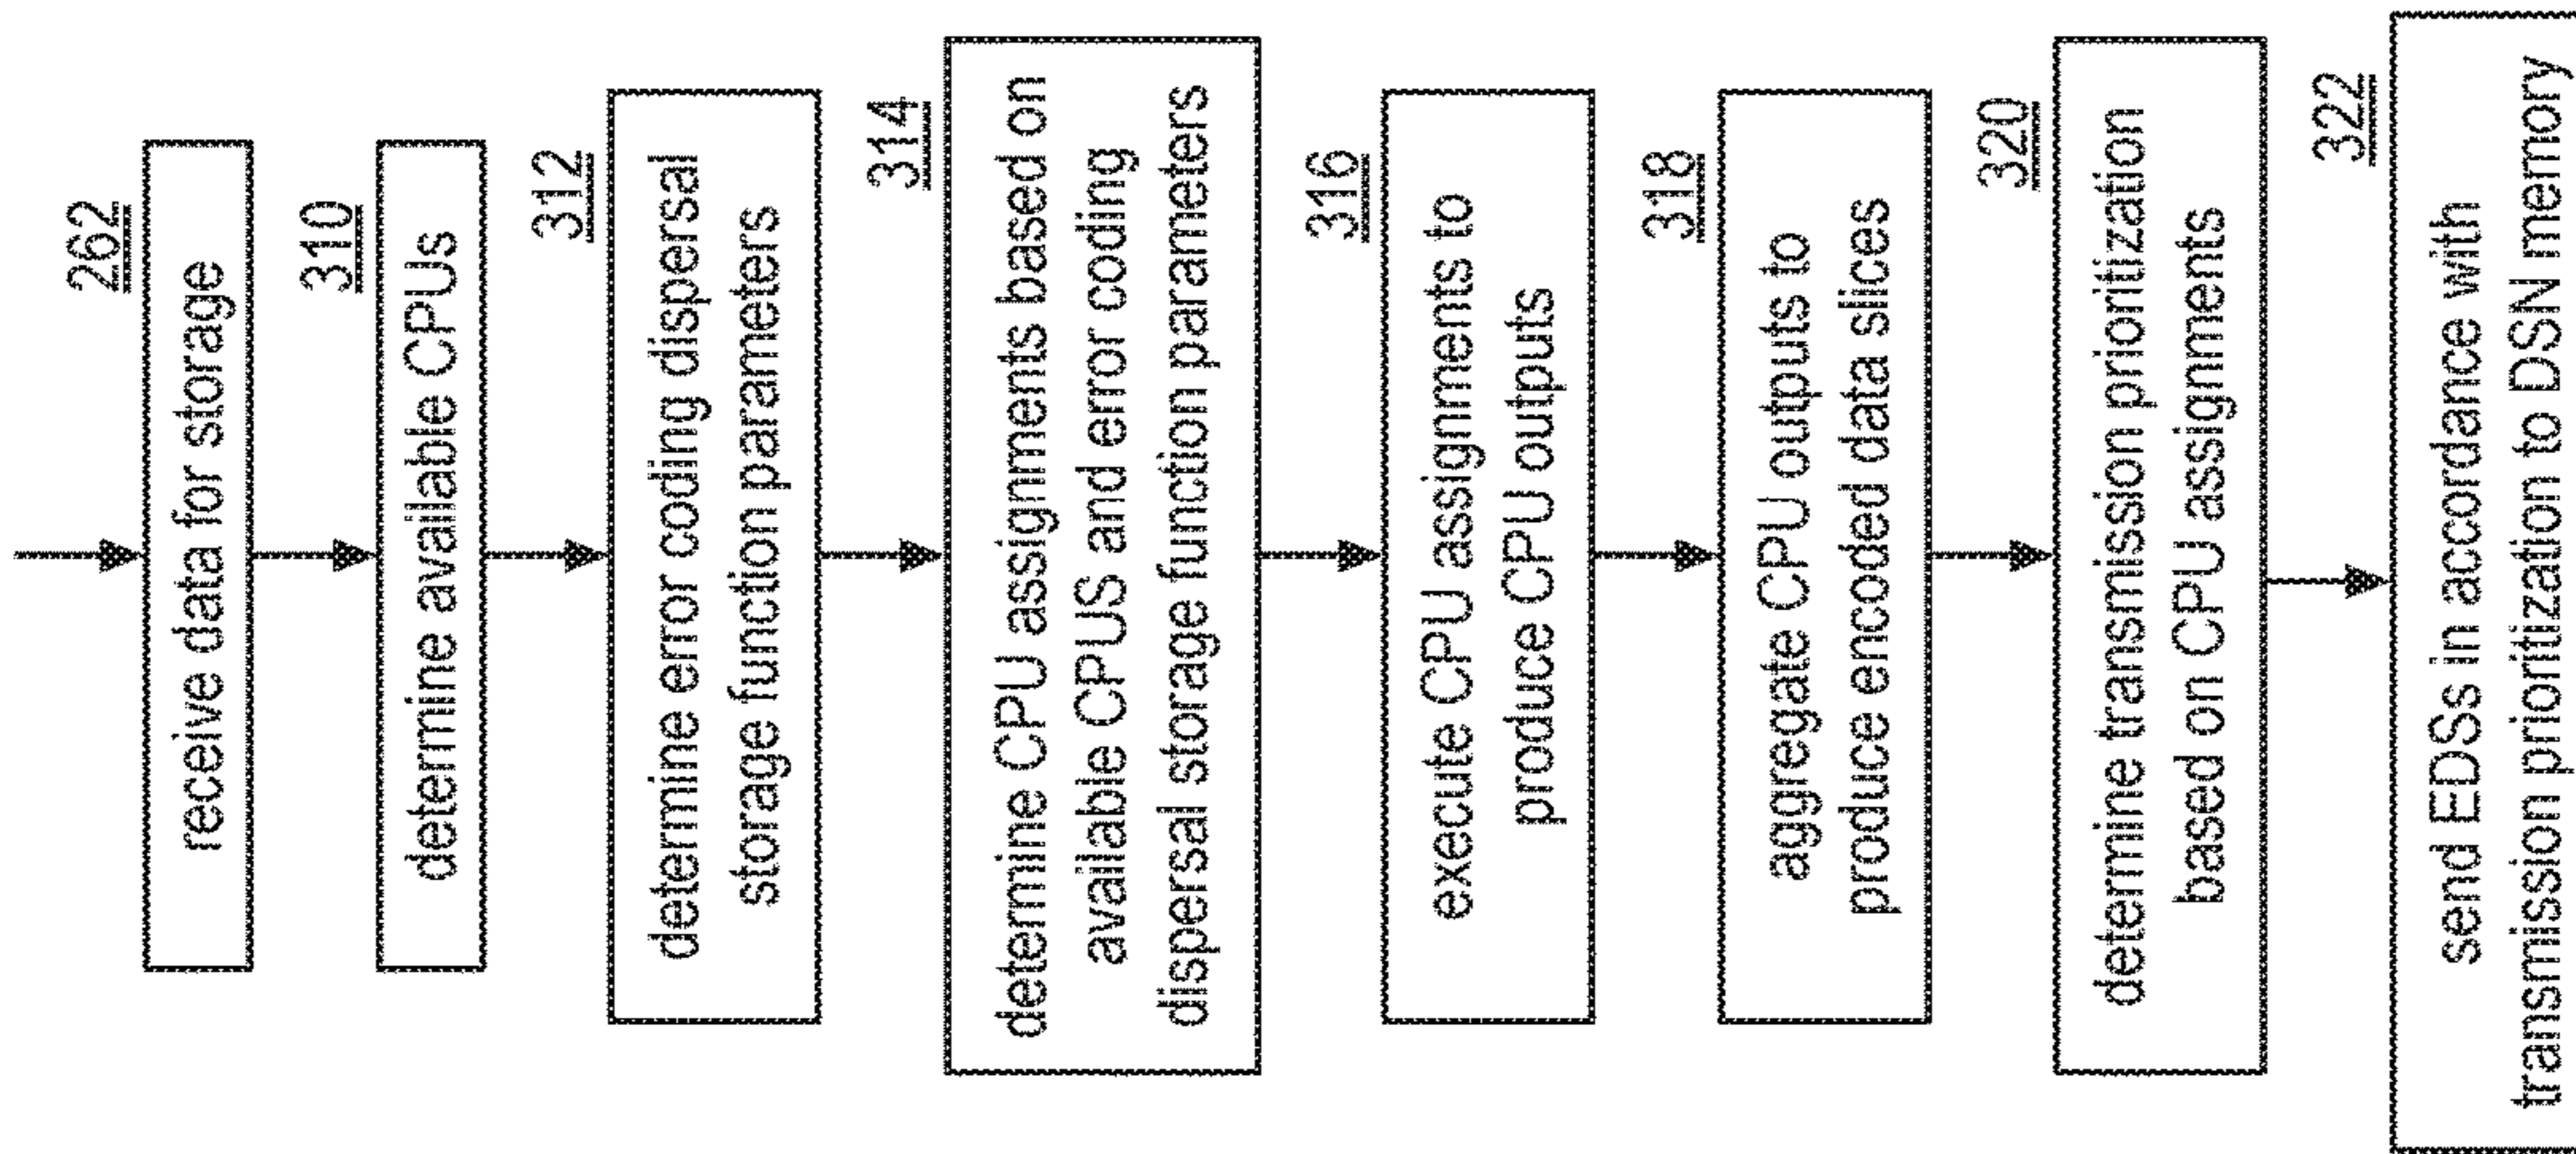 262
receive data for storage
310
determine available CPUs
312
determine error coding dispersal
storage function parameters
314
determine CPU assignments based on
available CPUS and error coding
dispersal storage function parameters
316
execute CPU assignments to
produce CPU outputs
318
aggregate CPU outputs to
produce encoded data slices
320
determine transmission prioritization
based on CPU assignments
322
send EDSs in accordance with
transmission prioritization to DSN memory